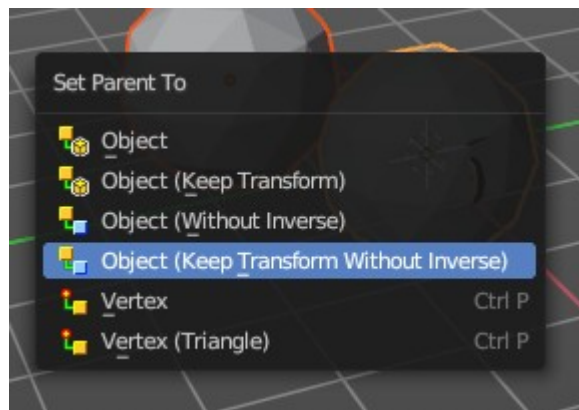 Set Parent To
Object
Object (Keep Transform)
Object (Without Inverse)
Object (Keep Transform Without Inverse)
Vertex Ctrl P
Vertex (Triangle) Ctrl P